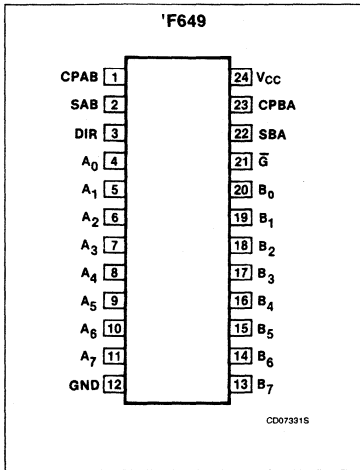 'F649
CPAB 1 24 VCC
SAB 2 23 CPBA
DIR 3 22 SBA
A0 4 21 G̅
A1 5 20 B0
A2 6 19 B1
A3 7 18 B2
A4 8 17 B3
A5 9 16 B4
A6 10 15 B5
A7 11 14 B6
GND 12 13 B7
CD07331S